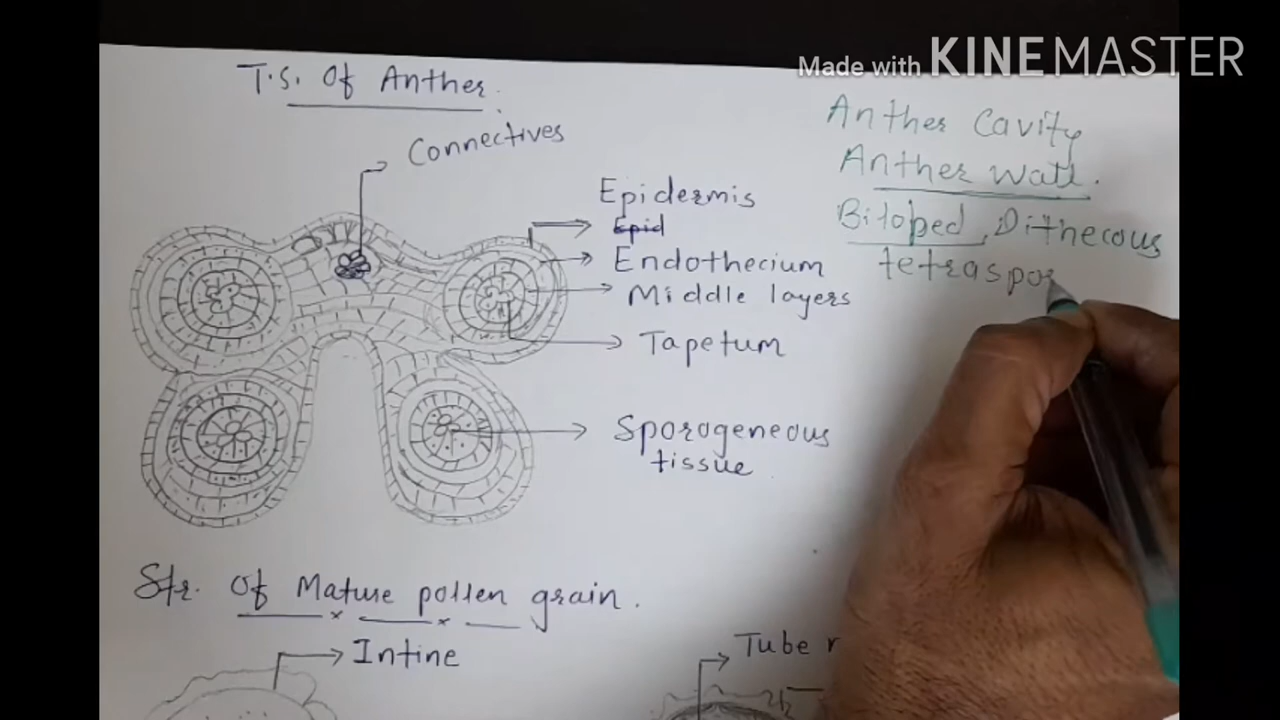 Made with KINEMASTER
T.S. Of Anther.
Connectives
Anther Cavity
Anther Wall.
Biloped, Dithecous
tetraspor
Epidermis
Epid
Endothecium
Middle layers
Tapetum
Sporogeneous
tissue
Str. Of Mature pollen grain.
Intine
Tube